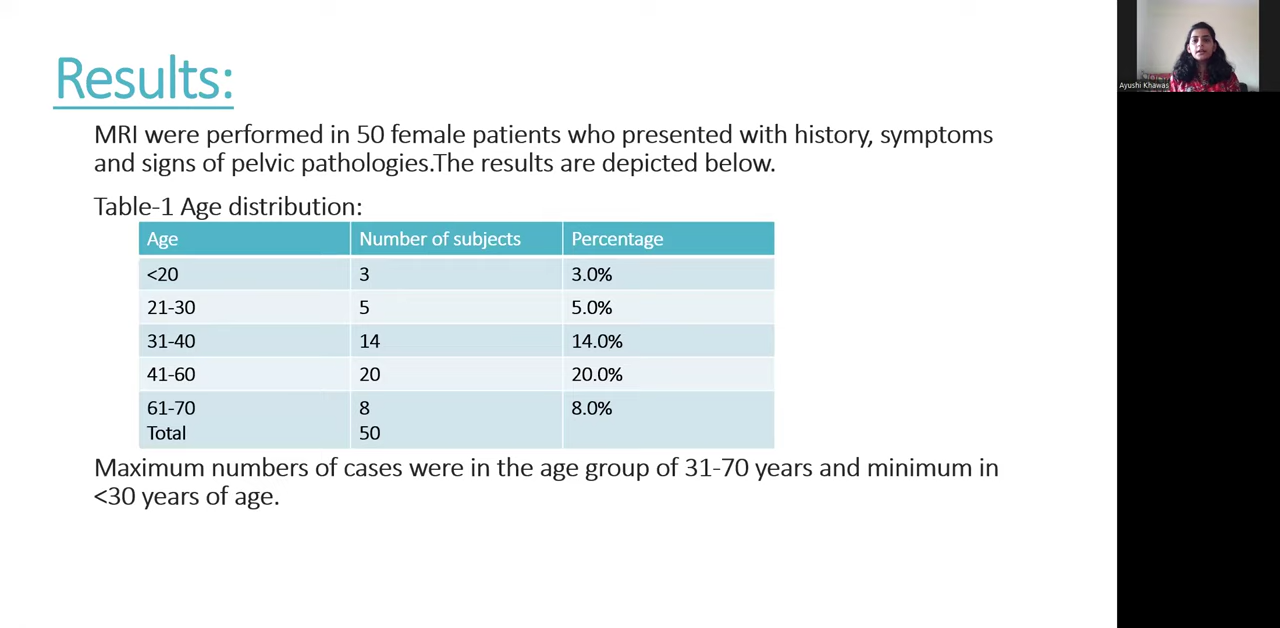 Results:
MRI were performed in 50 female patients who presented with history, symptoms
and signs of pelvic pathologies.The results are depicted below.
Table-1 Age distribution:
Age Number of subjects Percentage
<20 3 3.0%
21-30 5 5.0%
31-40 14 14.0%
41-60 20 20.0%
61-70 8 8.0%
Total 50
Maximum numbers of cases were in the age group of 31-70 years and minimum in
<30 years of age.
Ayushi Khawas